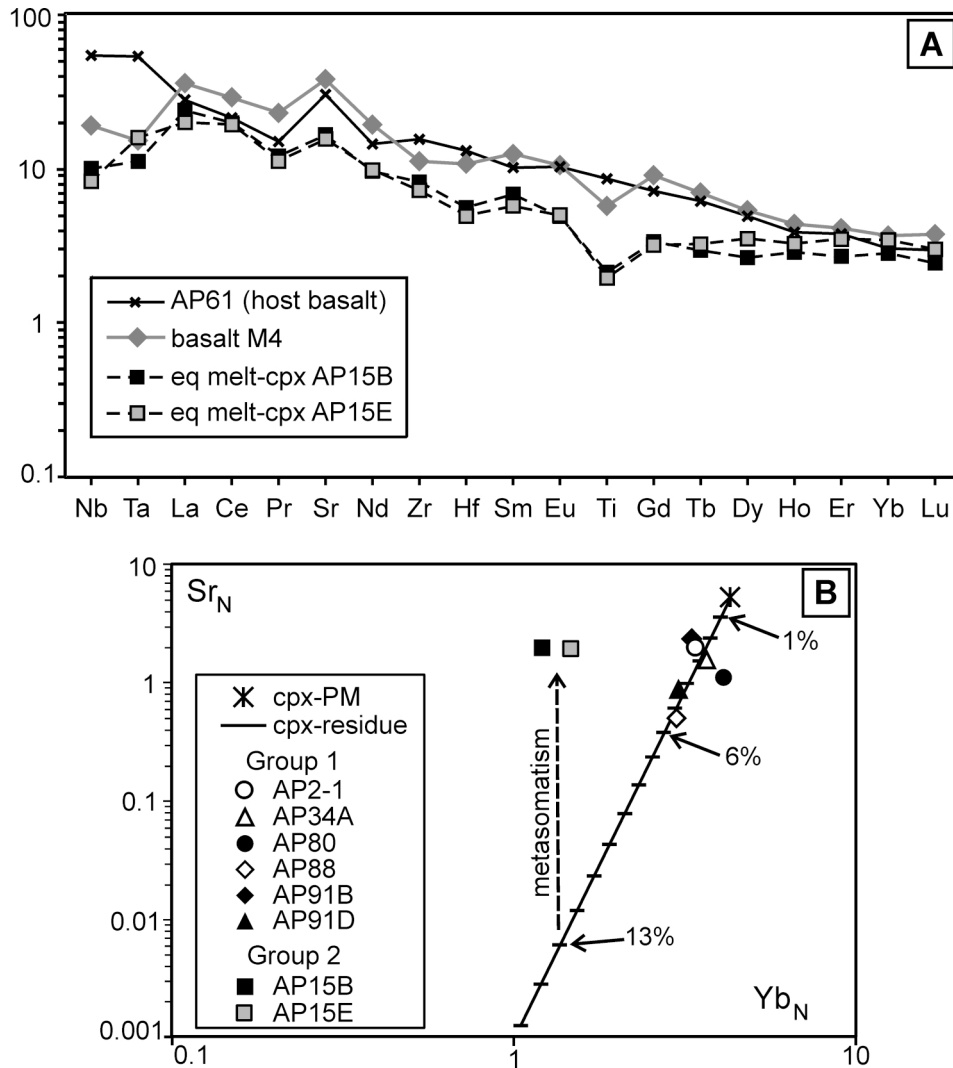 100
A
10
1
0.1
AP61 (host basalt)
basalt M4
eq melt-cpx AP15B
eq melt-cpx AP15E
Nb Ta La Ce Pr Sr Nd Zr Hf Sm Eu Ti Gd Tb Dy Ho Er Yb Lu
10
SrN
B
1
0.1
0.01
0.001
cpx-PM
cpx-residue
Group 1
AP2-1
AP34A
AP80
AP88
AP91B
AP91D
Group 2
AP15B
AP15E
metasomatism
1%
6%
13%
YbN
0.1 1 10